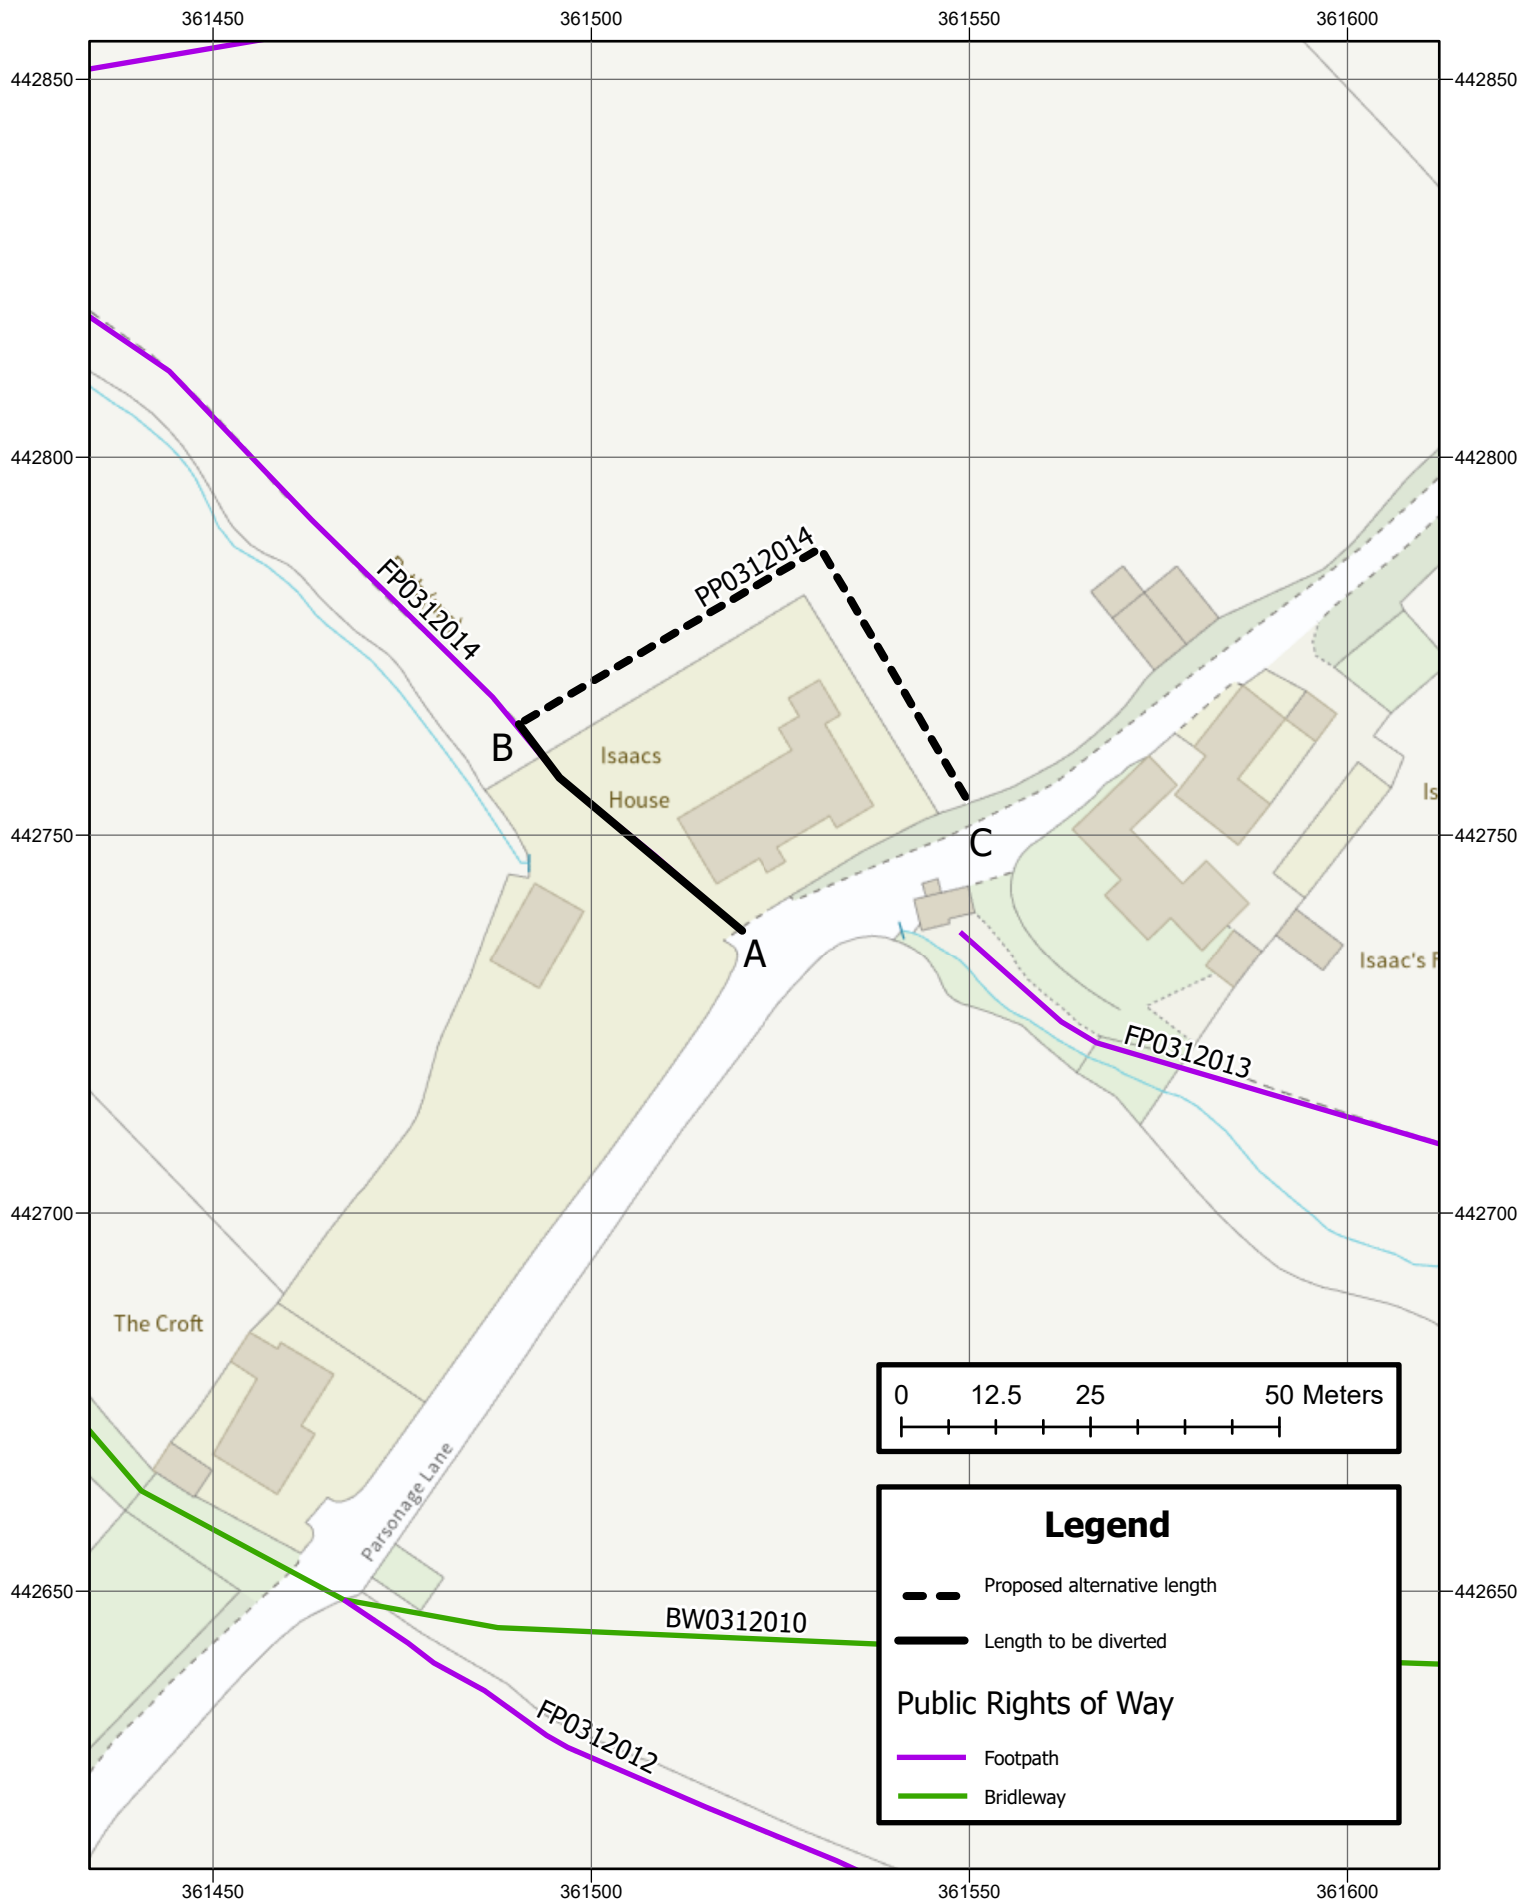 361450 361500 361550 361600
442850 442850
442800 442800
PP0312014
FP0312014
B
Isaacs
House
Is
442750 442750
C
A
Isaac's F
FP0312013
442700 442700
The Croft
0 12.5 25 50 Meters
Parsonage Lane
Legend
Proposed alternative length
442650 442650
BW0312010
Length to be diverted
Public Rights of Way
FP0312012
Footpath
Bridleway
361450 361500 361550 361600